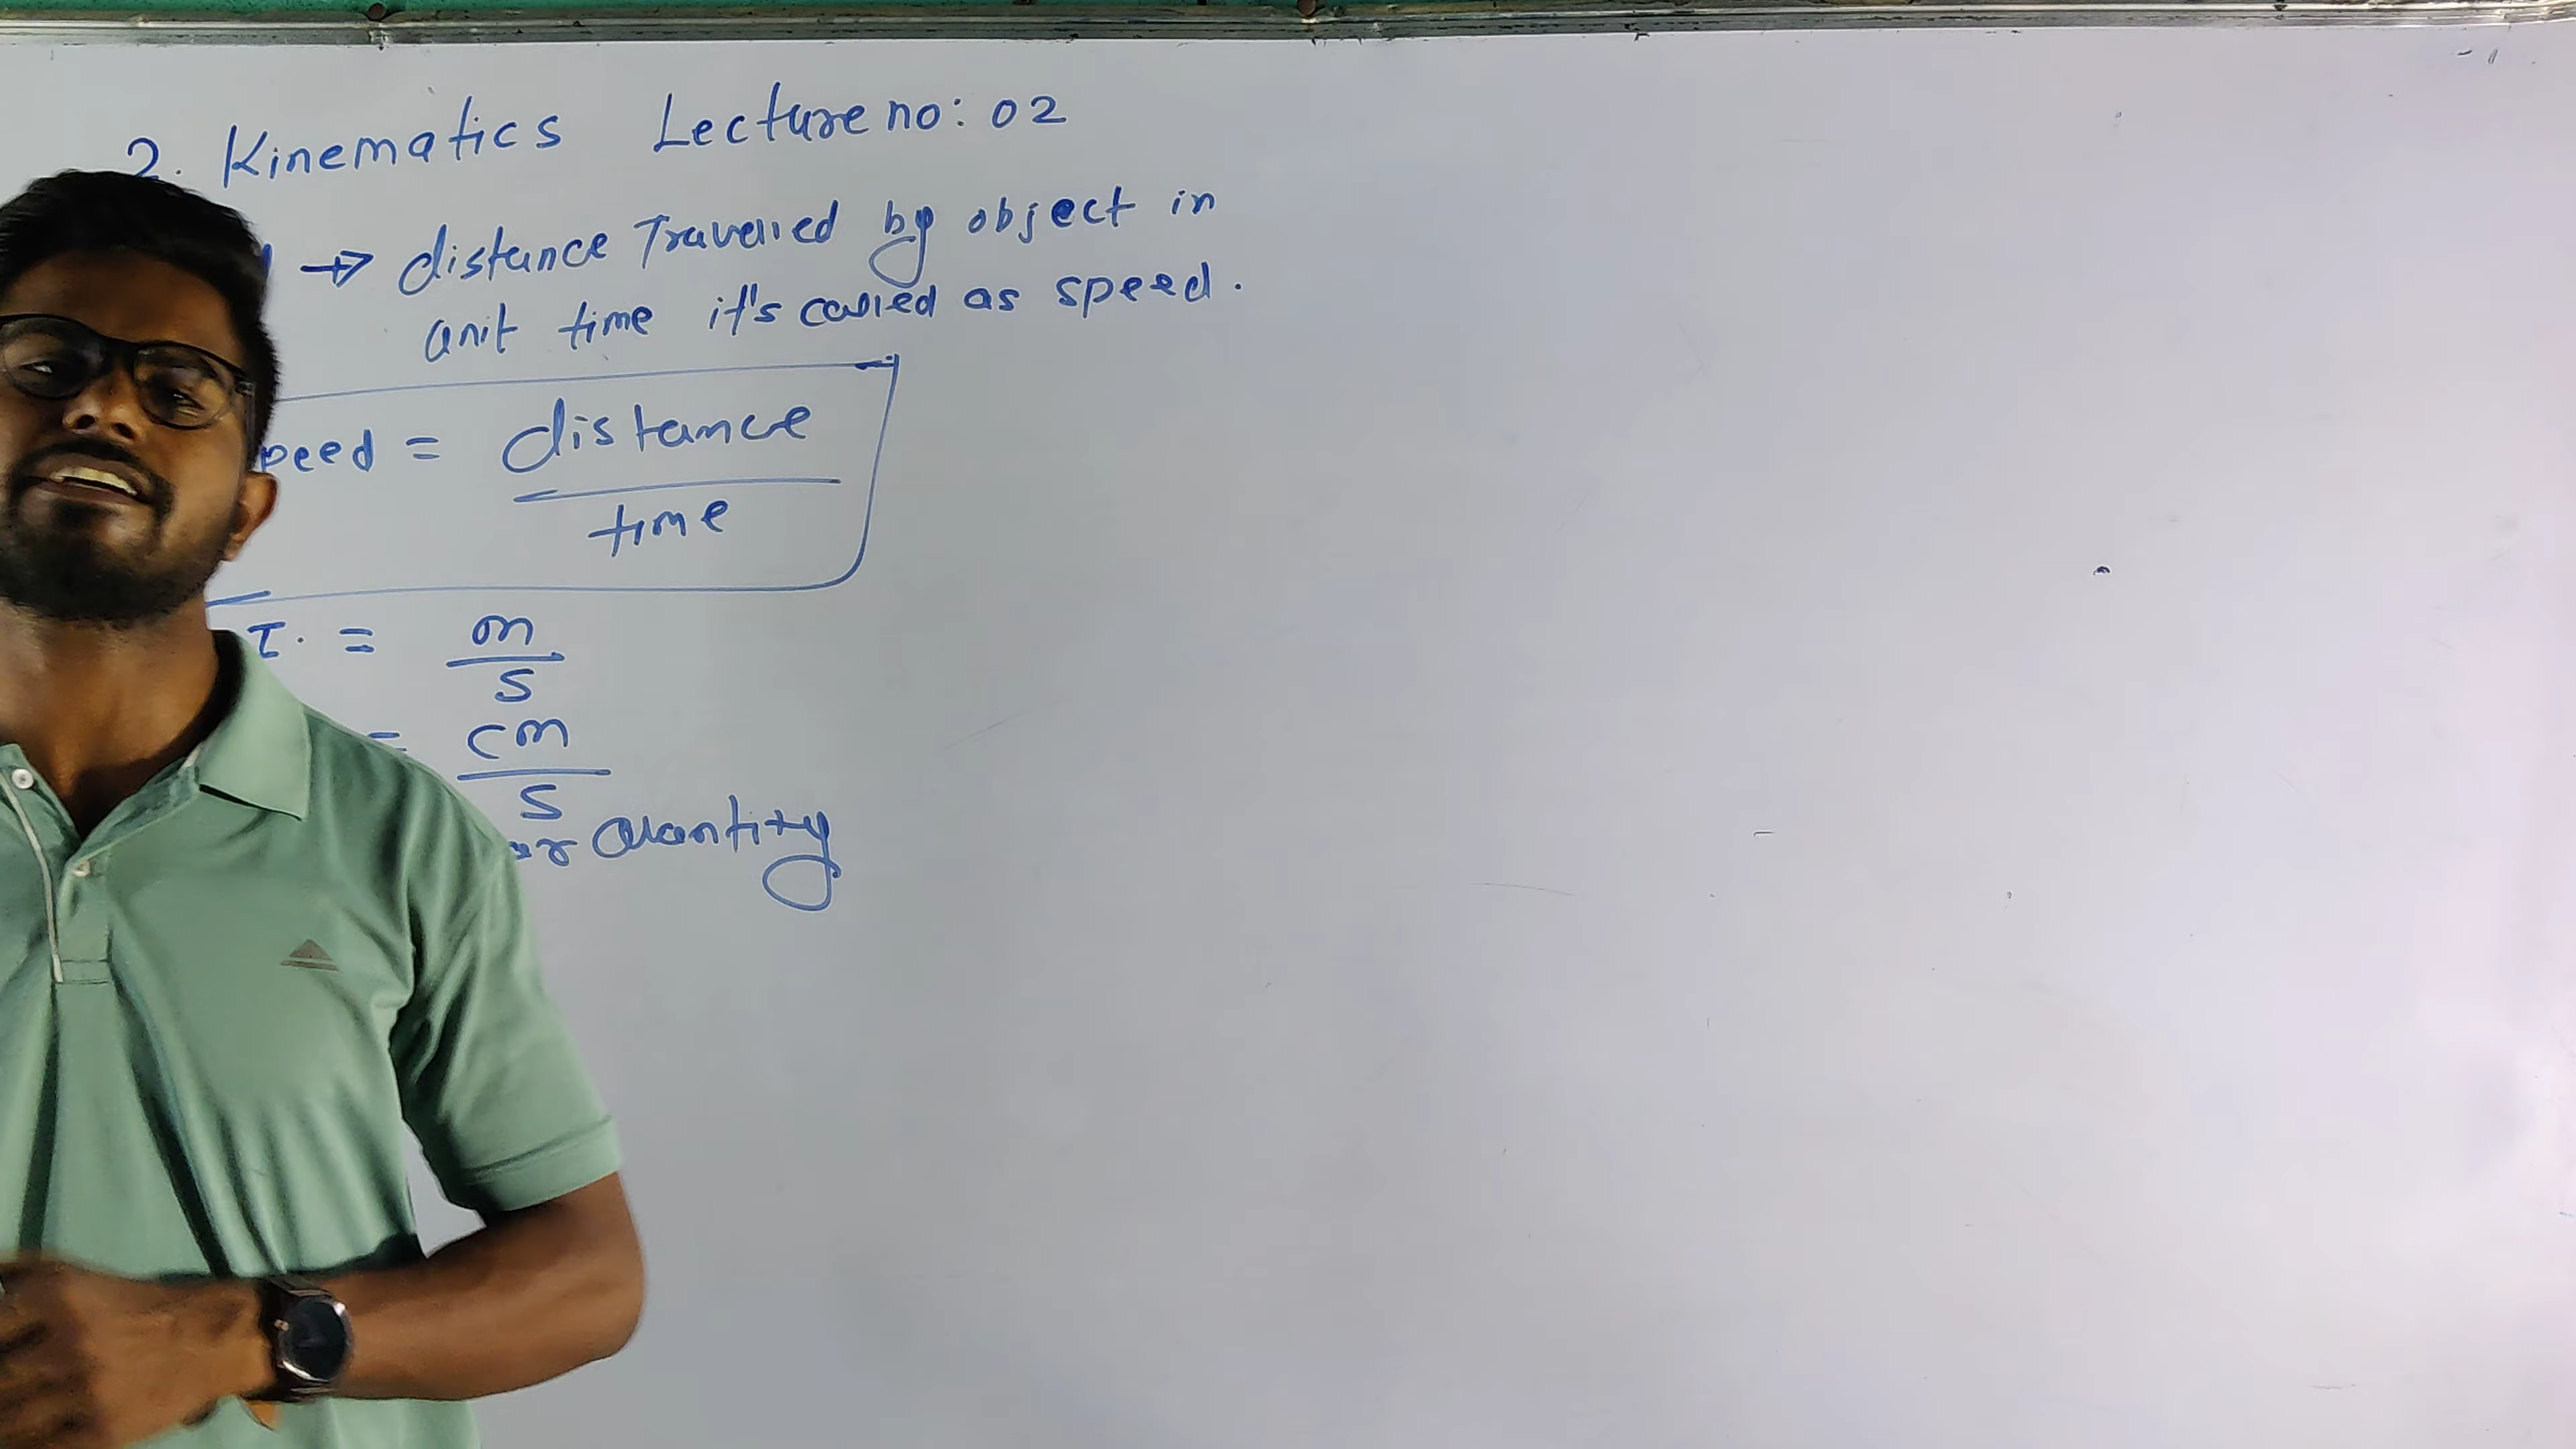 2. Kinematics Lecture no: 02
→ distance Travelled by object in
unit time it's called as speed.
peed = distance
time
I. = m
s
= cm
s
ar Quantity